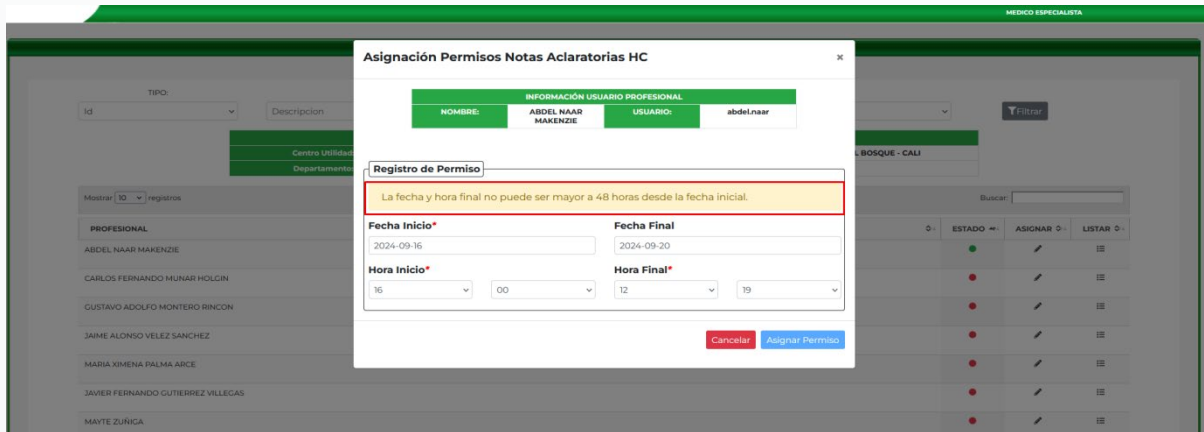 MEDICO ESPECIALISTA
Asignación Permisos Notas Aclaratorias HC ×
INFORMACIÓN USUARIO PROFESIONAL
NOMBRE: ABDEL NAAR MAKENZIE USUARIO: abdel.naar
TIPO:
Id Descripcion Filtrar
Centro Utilidad: L BOSQUE - CALI
Departamento:
Registro de Permiso
La fecha y hora final no puede ser mayor a 48 horas desde la fecha inicial.
Mostrar 10 registros Buscar:
Fecha Inicio* Fecha Final
2024-09-16 2024-09-20
Hora Inicio* Hora Final*
16 00 12 19
Cancelar Asignar Permiso
PROFESIONAL ESTADO ASIGNAR LISTAR
ABDEL NAAR MAKENZIE
CARLOS FERNANDO MUNAR HOLGIN
GUSTAVO ADOLFO MONTERO RINCON
JAIME ALONSO VELEZ SANCHEZ
MARIA XIMENA PALMA ARCE
JAVIER FERNANDO GUTIERREZ VILLEGAS
MAYTE ZUÑIGA